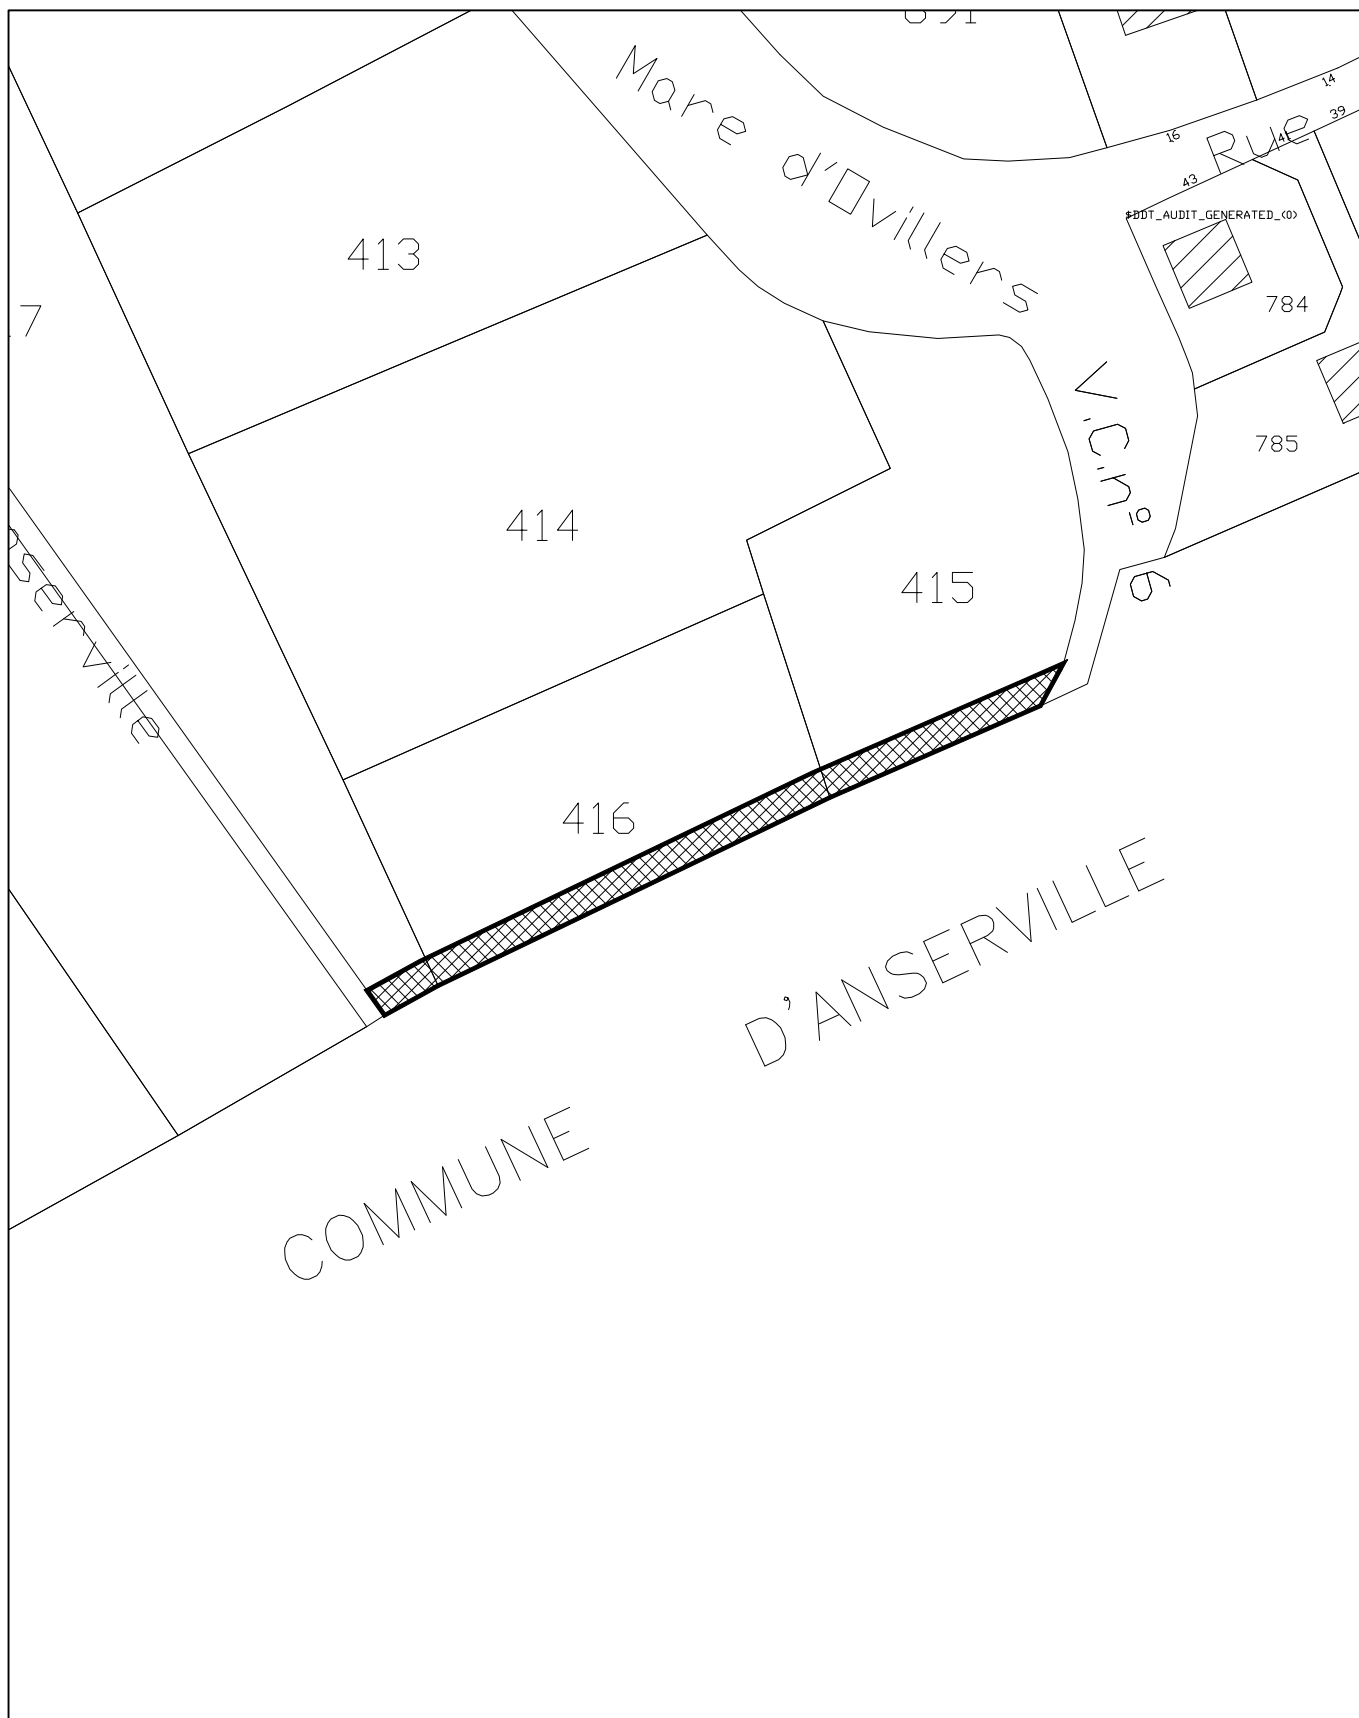 Mare d'Ovillers
14
39
16
41
Rue
43
$DDT_AUDIT_GENERATED_(0)
413
784
7
V.C.n° 6
785
414
415
416
COMMUNE D'ANSERVILLE